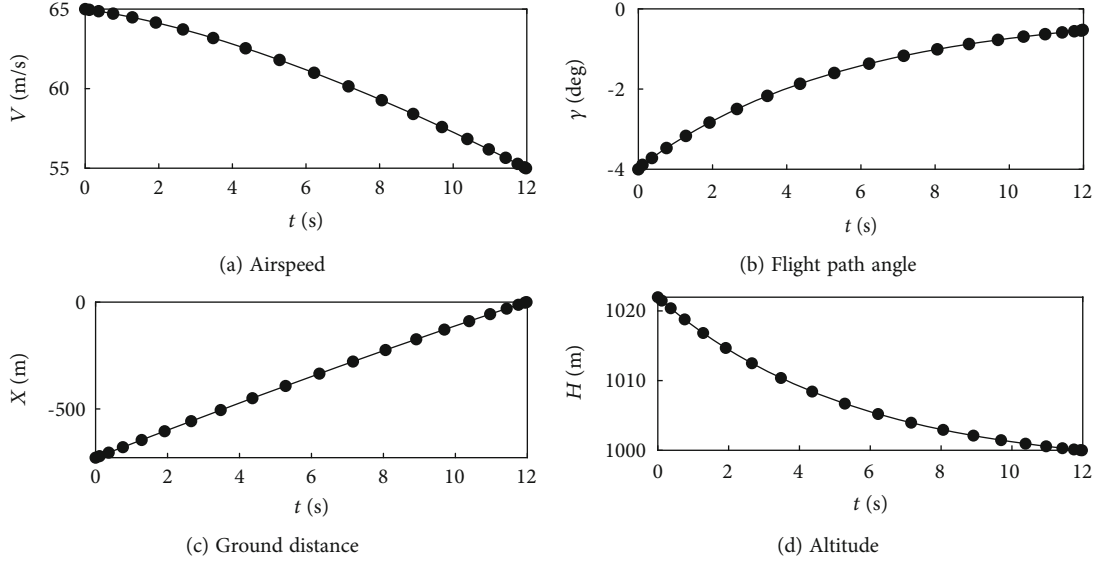 65
60
55
V (m/s)
0 2 4 6 8 10 12
t (s)
(a) Airspeed
0
-2
-4
γ (deg)
0 2 4 6 8 10 12
t (s)
(b) Flight path angle
0
-500
X (m)
0 2 4 6 8 10 12
t (s)
(c) Ground distance
1020
1010
1000
H (m)
0 2 4 6 8 10 12
t (s)
(d) Altitude